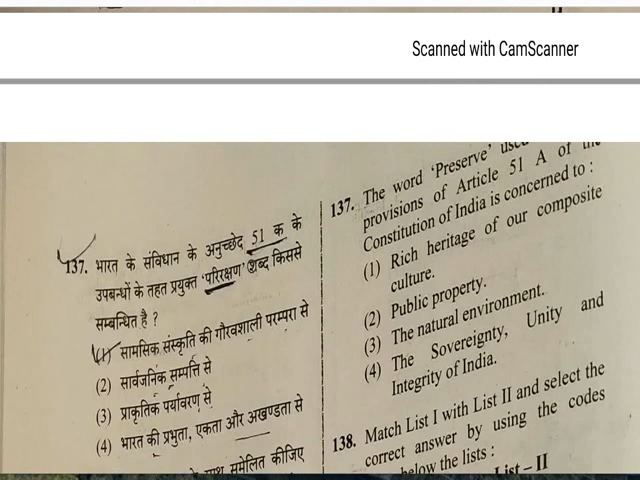 Scanned with CamScanner
137. भारत के संविधान के अनुच्छेद 51 क के
उपबन्धों के तहत प्रयुक्त 'परिरक्षण' शब्द किससे
सम्बन्धित है ?
(1) सामासिक संस्कृति की गौरवशाली परम्परा से
(2) सार्वजनिक सम्पत्ति से
(3) प्राकृतिक पर्यावरण से
(4) भारत की प्रभुता, एकता और अखण्डता से
सुमेलित कीजिए
137. The word 'Preserve' used
provisions of Article 51 A of the
Constitution of India is concerned to :
(1) Rich heritage of our composite
culture.
(2) Public property.
(3) The natural environment.
(4) The Sovereignty, Unity and
Integrity of India.
138. Match List I with List II and select the
correct answer by using the codes
below the lists :
List – II